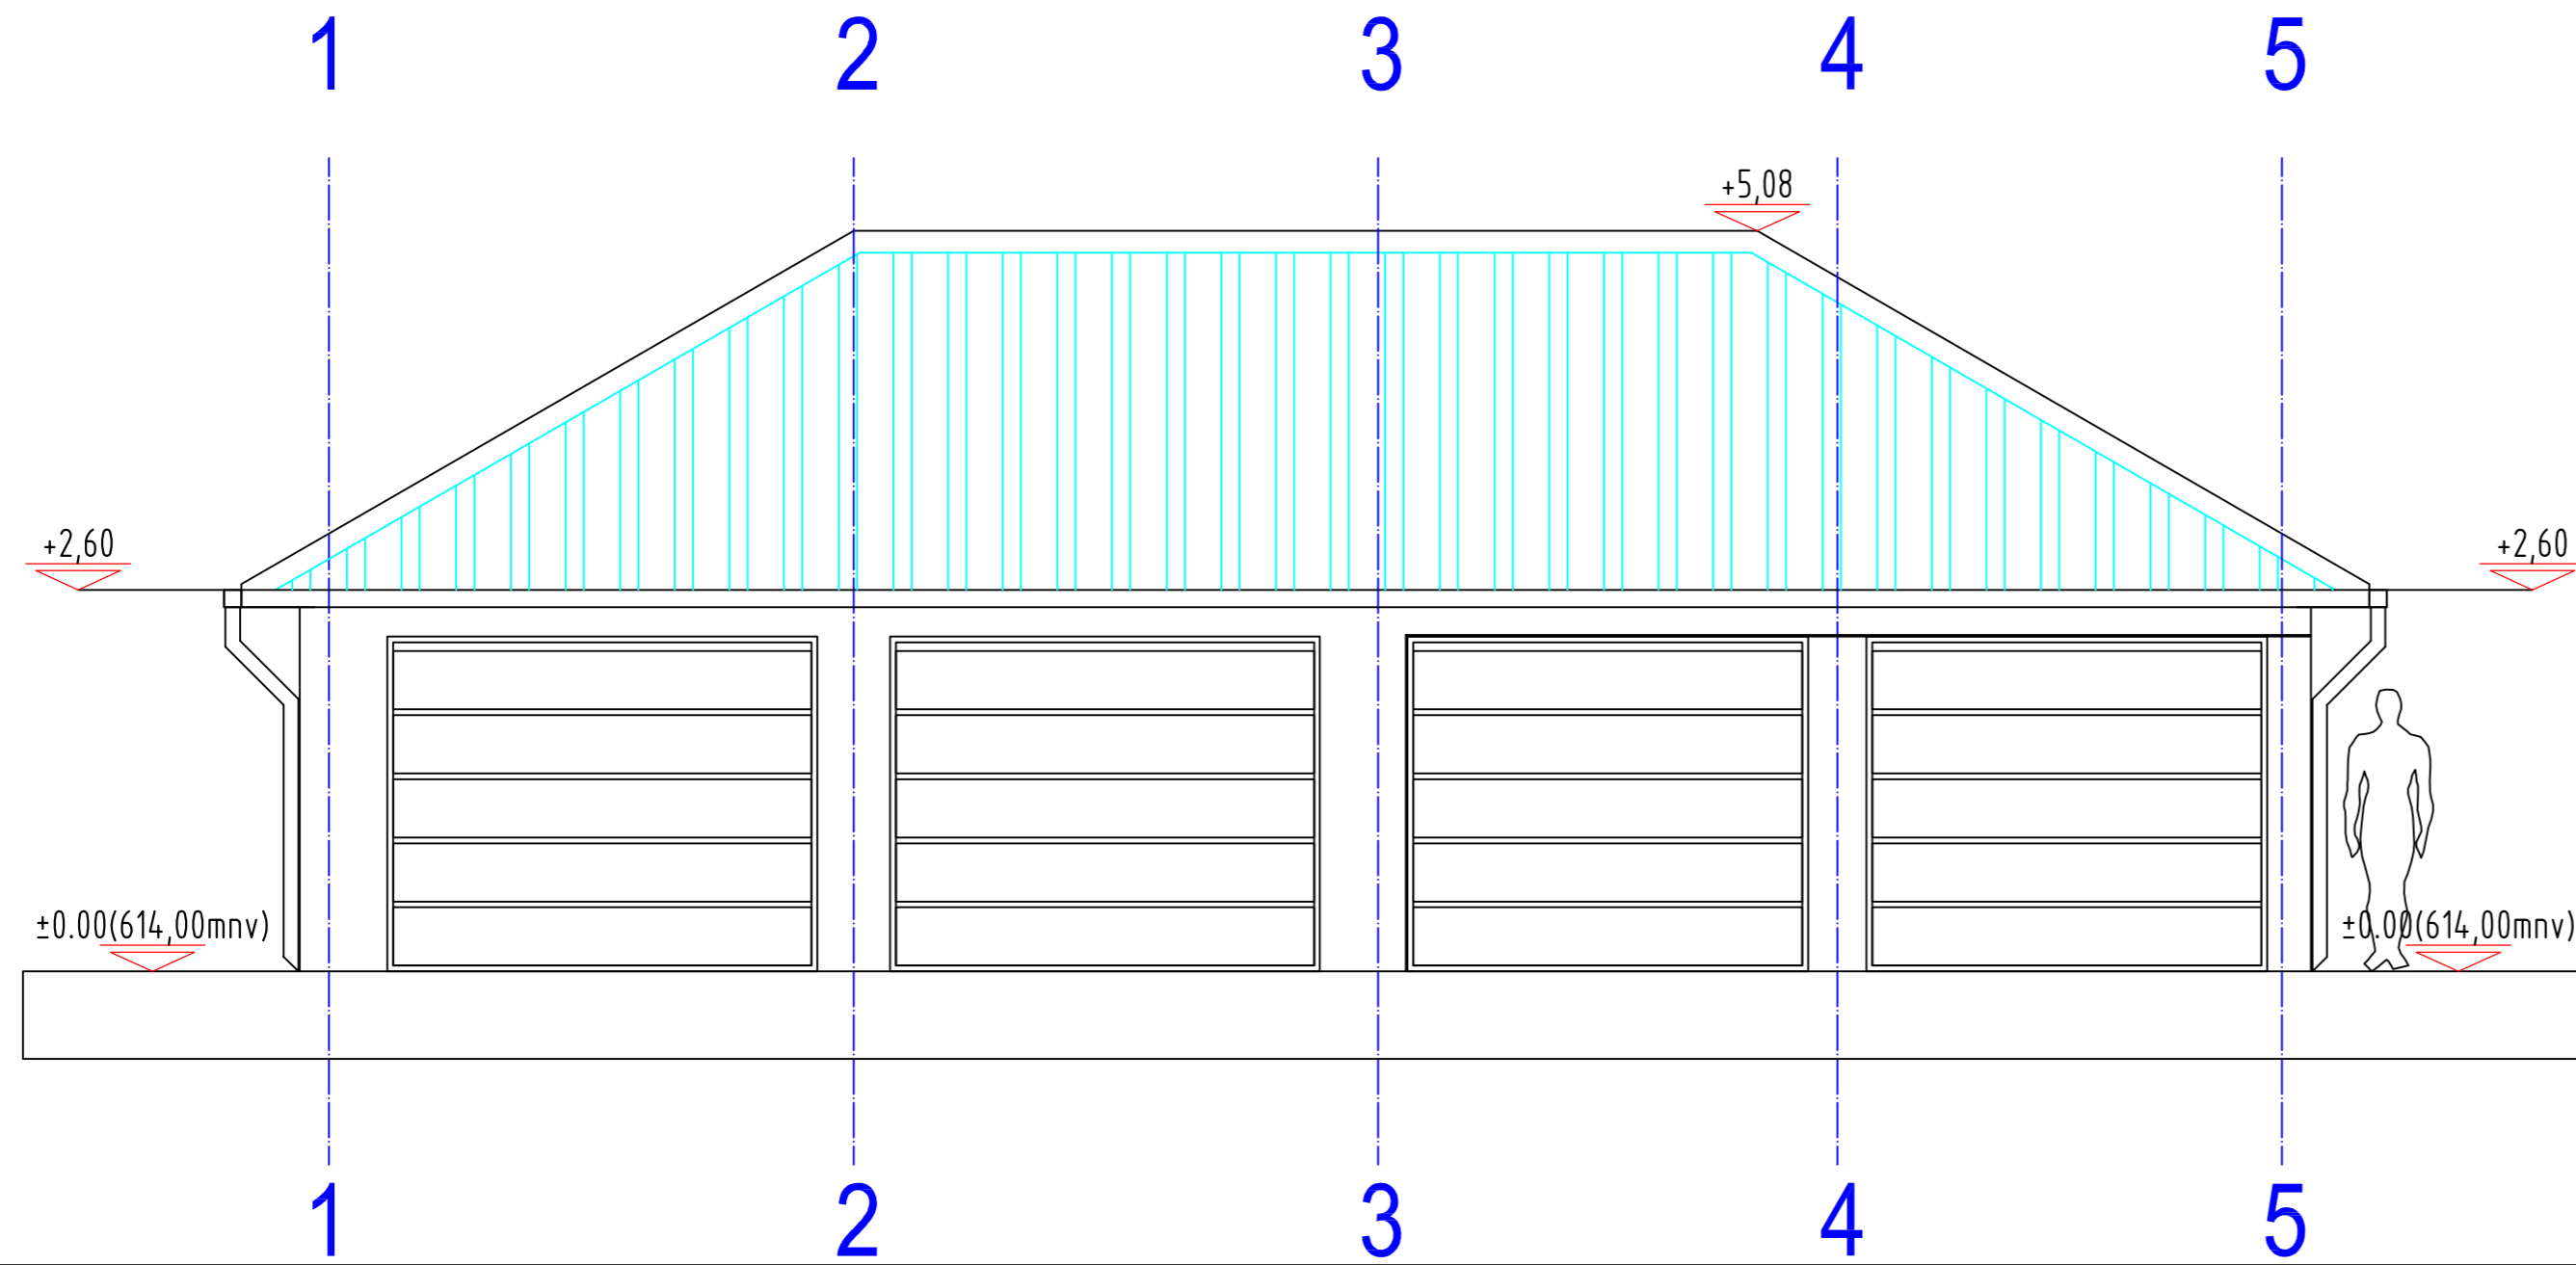 1 2 3 4 5
+5,08
+2,60 +2,60
±0.00(614,00mnv) ±0.00(614,00mnv)
1 2 3 4 5